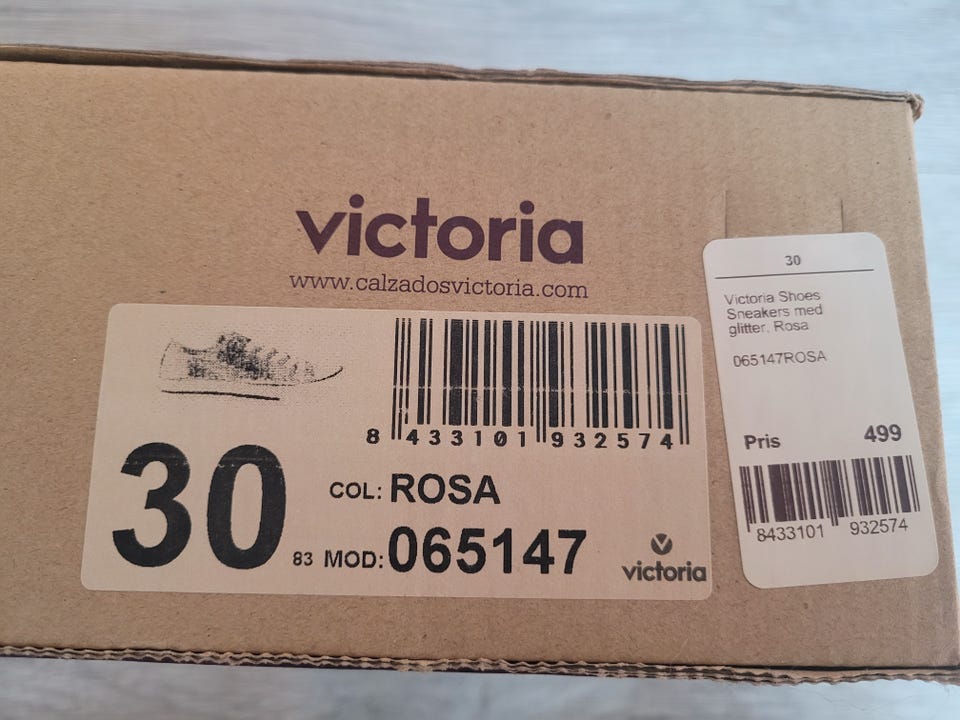 victoria
www.calzadosvictoria.com
8 433101 932574
30
COL: ROSA
83 MOD: 065147
victoria
30
Victoria Shoes
Sneakers med
glitter, Rosa
065147ROSA
Pris 499
8433101 932574